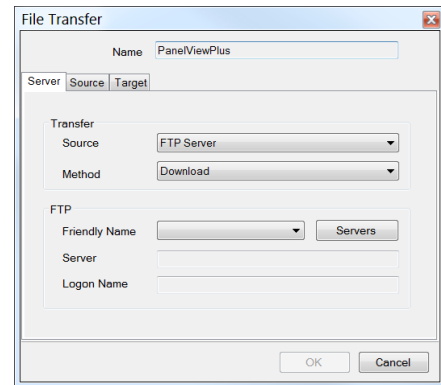 File Transfer
Name PanelViewPlus
Server Source Target
Transfer
Source FTP Server
Method Download
FTP
Friendly Name Servers
Server
Logon Name
OK Cancel